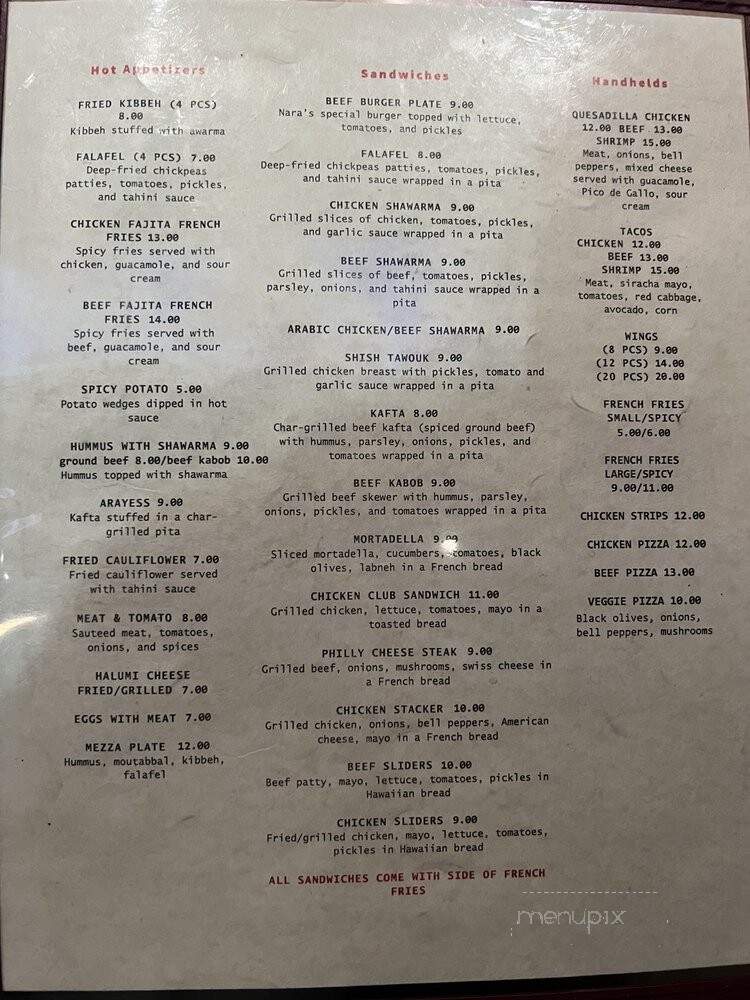 Hot Appetizers
FRIED KIBBEH (4 PCS)
8.00
Kibbeh stuffed with awarma
FALAFEL (4 PCS) 7.00
Deep-fried chickpeas
patties, tomatoes, pickles,
and tahini sauce
CHICKEN FAJITA FRENCH
FRIES 13.00
Spicy fries served with
chicken, guacamole, and sour
cream
BEEF FAJITA FRENCH
FRIES 14.00
Spicy fries served with
beef, guacamole, and sour
cream
SPICY POTATO 5.00
Potato wedges dipped in hot
sauce
HUMMUS WITH SHAWARMA 9.00
ground beef 8.00/beef kabob 10.00
Hummus topped with shawarma
ARAYESS 9.00
Kafta stuffed in a char-
grilled pita
FRIED CAULIFLOWER 7.00
Fried cauliflower served
with tahini sauce
MEAT & TOMATO 8.00
Sauteed meat, tomatoes,
onions, and spices
HALUMI CHEESE
FRIED/GRILLED 7.00
EGGS WITH MEAT 7.00
MEZZA PLATE 12.00
Hummus, moutabbal, kibbeh,
falafel
Sandwiches
BEEF BURGER PLATE 9.00
Nara's special burger topped with lettuce,
tomatoes, and pickles
FALAFEL 8.00
Deep-fried chickpeas patties, tomatoes, pickles,
and tahini sauce wrapped in a pita
CHICKEN SHAWARMA 9.00
Grilled slices of chicken, tomatoes, pickles,
and garlic sauce wrapped in a pita
BEEF SHAWARMA 9.00
Grilled slices of beef, tomatoes, pickles,
parsley, onions, and tahini sauce wrapped in a
pita
ARABIC CHICKEN/BEEF SHAWARMA 9.00
SHISH TAWOUK 9.00
Grilled chicken breast with pickles, tomato and
garlic sauce wrapped in a pita
KAFTA 8.00
Char-grilled beef kafta (spiced ground beef)
with hummus, parsley, onions, pickles, and
tomatoes wrapped in a pita
BEEF KABOB 9.00
Grilled beef skewer with hummus, parsley,
onions, pickles, and tomatoes wrapped in a pita
MORTADELLA 9.00
Sliced mortadella, cucumbers, tomatoes, black
olives, labneh in a French bread
CHICKEN CLUB SANDWICH 11.00
Grilled chicken, lettuce, tomatoes, mayo in a
toasted bread
PHILLY CHEESE STEAK 9.00
Grilled beef, onions, mushrooms, swiss cheese in
a French bread
CHICKEN STACKER 10.00
Grilled chicken, onions, bell peppers, American
cheese, mayo in a French bread
BEEF SLIDERS 10.00
Beef patty, mayo, lettuce, tomatoes, pickles in
Hawaiian bread
CHICKEN SLIDERS 9.00
Fried/grilled chicken, mayo, lettuce, tomatoes,
pickles in Hawaiian bread
ALL SANDWICHES COME WITH SIDE OF FRENCH
FRIES
Handhelds
QUESADILLA CHICKEN
12.00 BEEF 13.00
SHRIMP 15.00
Meat, onions, bell
peppers, mixed cheese
served with guacamole,
Pico de Gallo, sour
cream
TACOS
CHICKEN 12.00
BEEF 13.00
SHRIMP 15.00
Meat, siracha mayo,
tomatoes, red cabbage,
avocado, corn
WINGS
(8 PCS) 9.00
(12 PCS) 14.00
(20 PCS) 20.00
FRENCH FRIES
SMALL/SPICY
5.00/6.00
FRENCH FRIES
LARGE/SPICY
9.00/11.00
CHICKEN STRIPS 12.00
CHICKEN PIZZA 12.00
BEEF PIZZA 13.00
VEGGIE PIZZA 10.00
Black olives, onions,
bell peppers, mushrooms
menupix